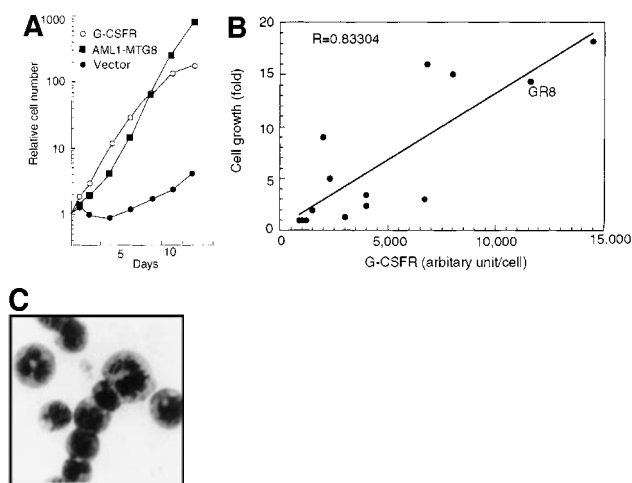 A
1000
100
10
1
Relative cell number
G-CSFR
AML1-MTG8
Vector
5
10
Days
B
20
15
10
5
0
Cell growth (fold)
R=0.83304
GR8
0
5,000
10,000
15.000
G-CSFR (arbitary unit/cell)
C